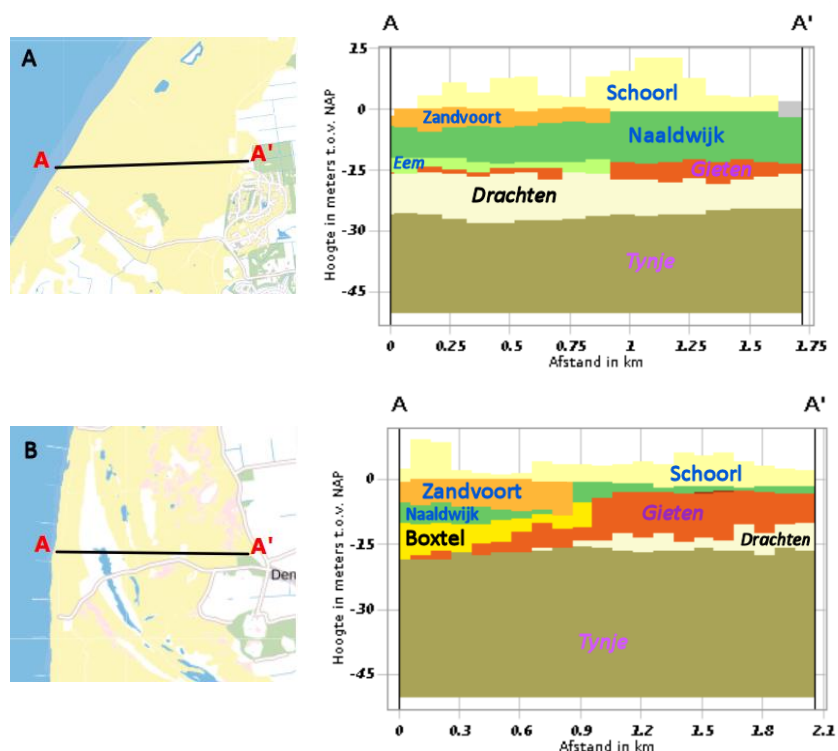 A
A
A'
A
A'
15
0
-15
-30
-45
Hoogte in meters t.o.v. NAP
Schoorl
Zandvoort
Naaldwijk
Eem
Gieten
Drachten
Tynje
0
0.25
0.5
0.75
1
1.25
1.5
1.75
Afstand in km
B
A
A'
Den
A
A'
0
-15
-30
-45
Hoogte in meters t.o.v. NAP
Schoorl
Zandvoort
Naaldwijk
Gieten
Boxtel
Drachten
Tynje
0
0.3
0.6
0.9
1.2
1.5
1.8
2.1
Afstand in km